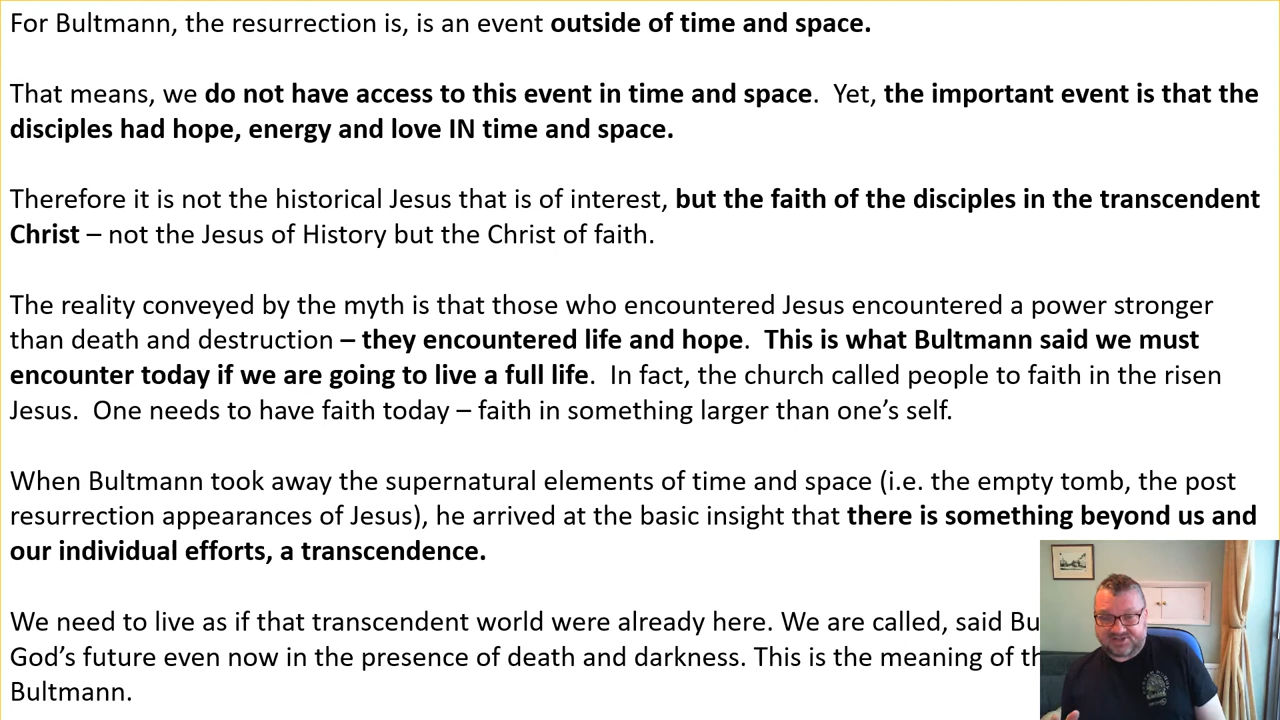 For Bultmann, the resurrection is, is an event outside of time and space.
That means, we do not have access to this event in time and space.  Yet, the important event is that the
disciples had hope, energy and love IN time and space.
Therefore it is not the historical Jesus that is of interest, but the faith of the disciples in the transcendent
Christ – not the Jesus of History but the Christ of faith.
The reality conveyed by the myth is that those who encountered Jesus encountered a power stronger
than death and destruction – they encountered life and hope.  This is what Bultmann said we must
encounter today if we are going to live a full life.  In fact, the church called people to faith in the risen
Jesus.  One needs to have faith today – faith in something larger than one’s self.
When Bultmann took away the supernatural elements of time and space (i.e. the empty tomb, the post
resurrection appearances of Jesus), he arrived at the basic insight that there is something beyond us and
our individual efforts, a transcendence.
We need to live as if that transcendent world were already here. We are called, said
God’s future even now in the presence of death and darkness. This is the meaning of
Bultmann.